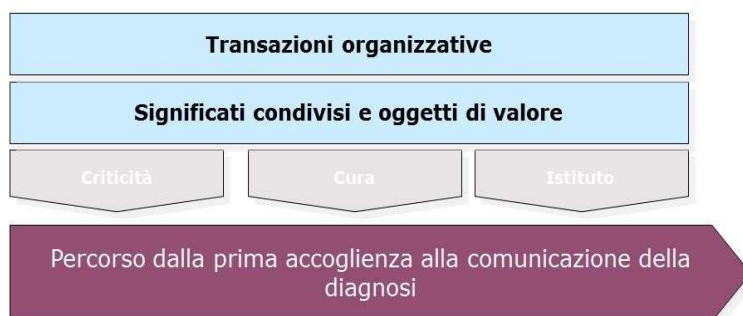 Transazioni organizzative
Significati condivisi e oggetti di valore
Criticità
Cura
Istituto
Percorso dalla prima accoglienza alla comunicazione della
diagnosi